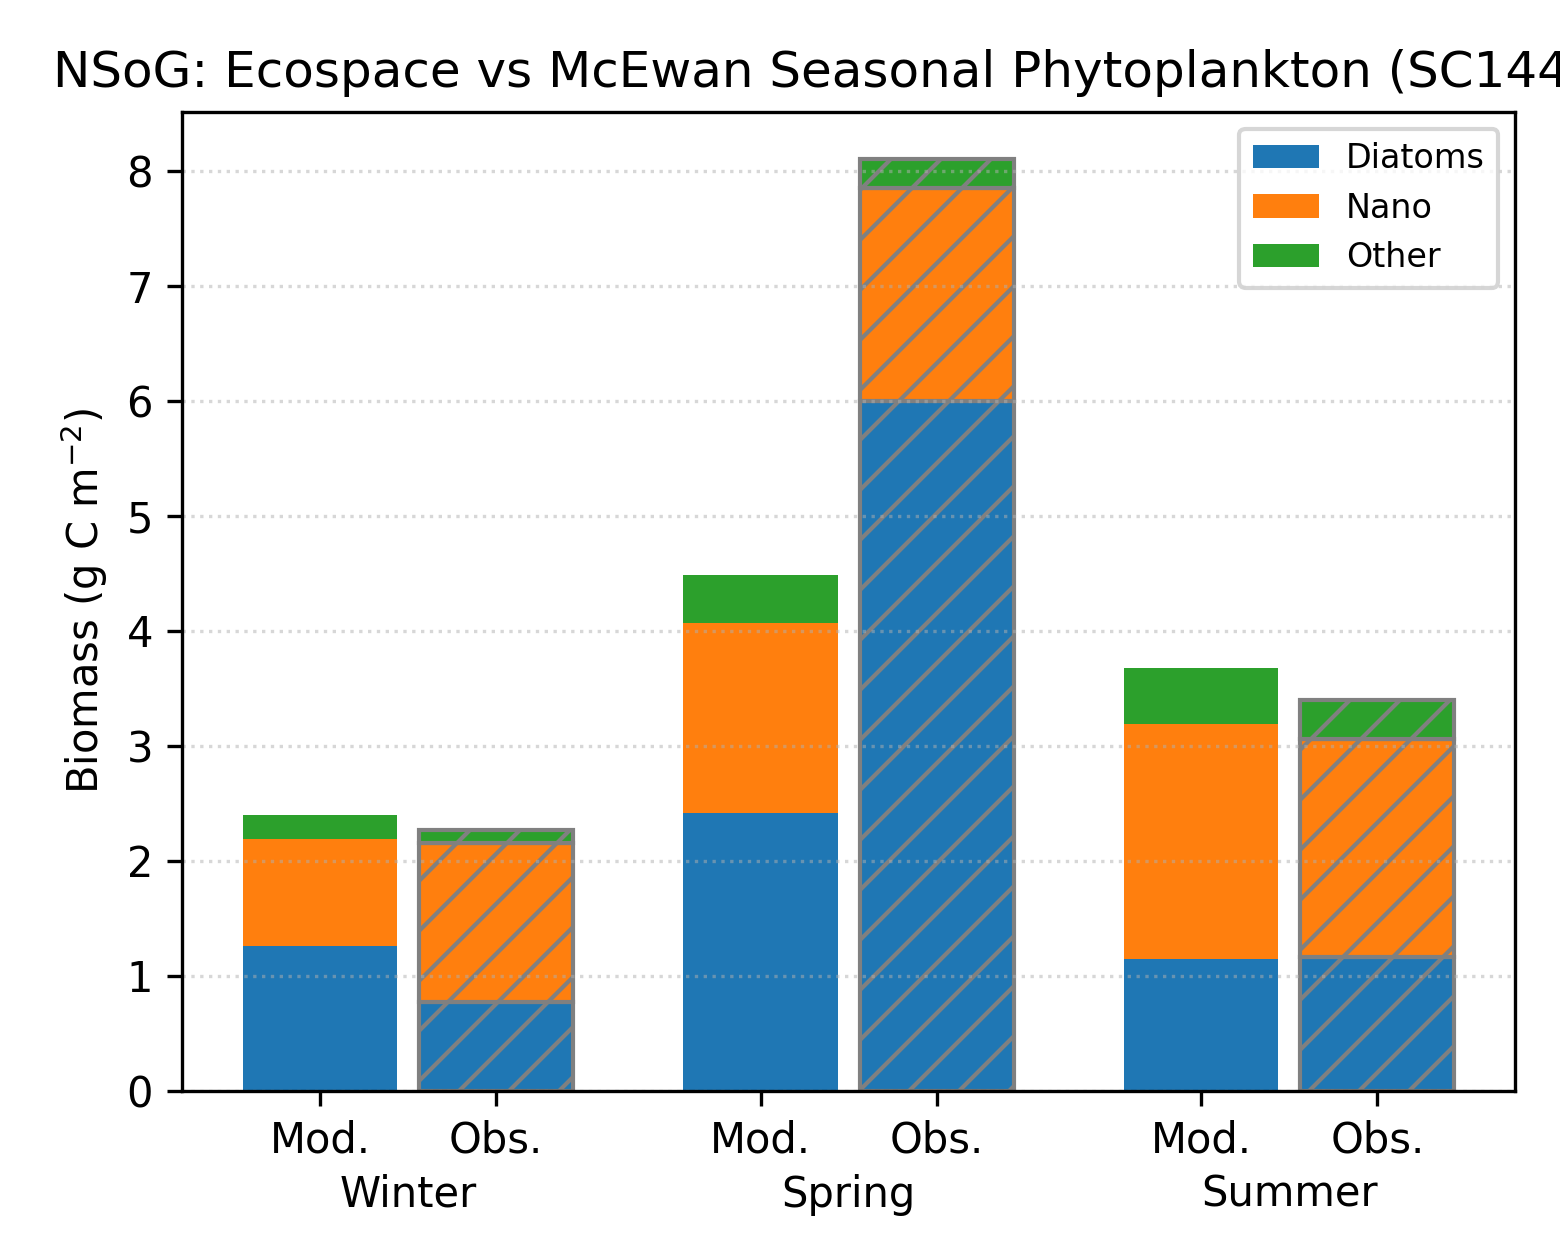 NSoG: Ecospace vs McEwan Seasonal Phytoplankton (SC144
Diatoms
Nano
Other
Biomass (g C m⁻²)
8
7
6
5
4
3
2
1
0
Mod. Obs. Mod. Obs. Mod. Obs.
Winter Spring Summer